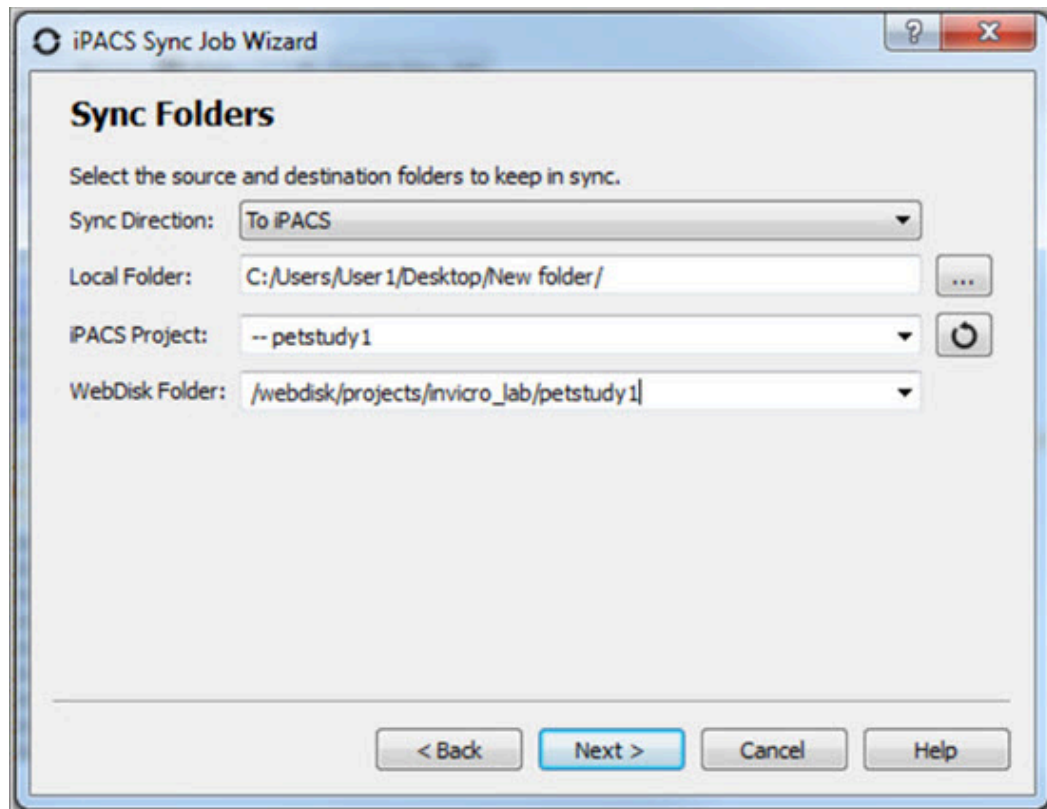 iPACS Sync Job Wizard
Sync Folders
Select the source and destination folders to keep in sync.
Sync Direction: To iPACS
Local Folder: C:/Users/User1/Desktop/New folder/ ...
iPACS Project: -- petstudy1
WebDisk Folder: /webdisk/projects/invicro_lab/petstudy1
< Back Next > Cancel Help